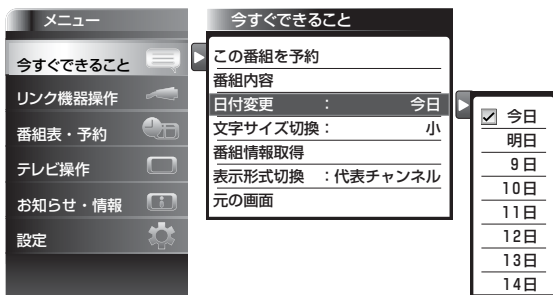 メニュー
今すぐできること
リンク機器操作
番組表・予約
テレビ操作
お知らせ・情報
設定
今すぐできること
この番組を予約
番組内容
日付変更 : 今日
文字サイズ切換 : 小
番組情報取得
表示形式切換 : 代表チャンネル
元の画面
今日
明日
9日
10日
11日
12日
13日
14日